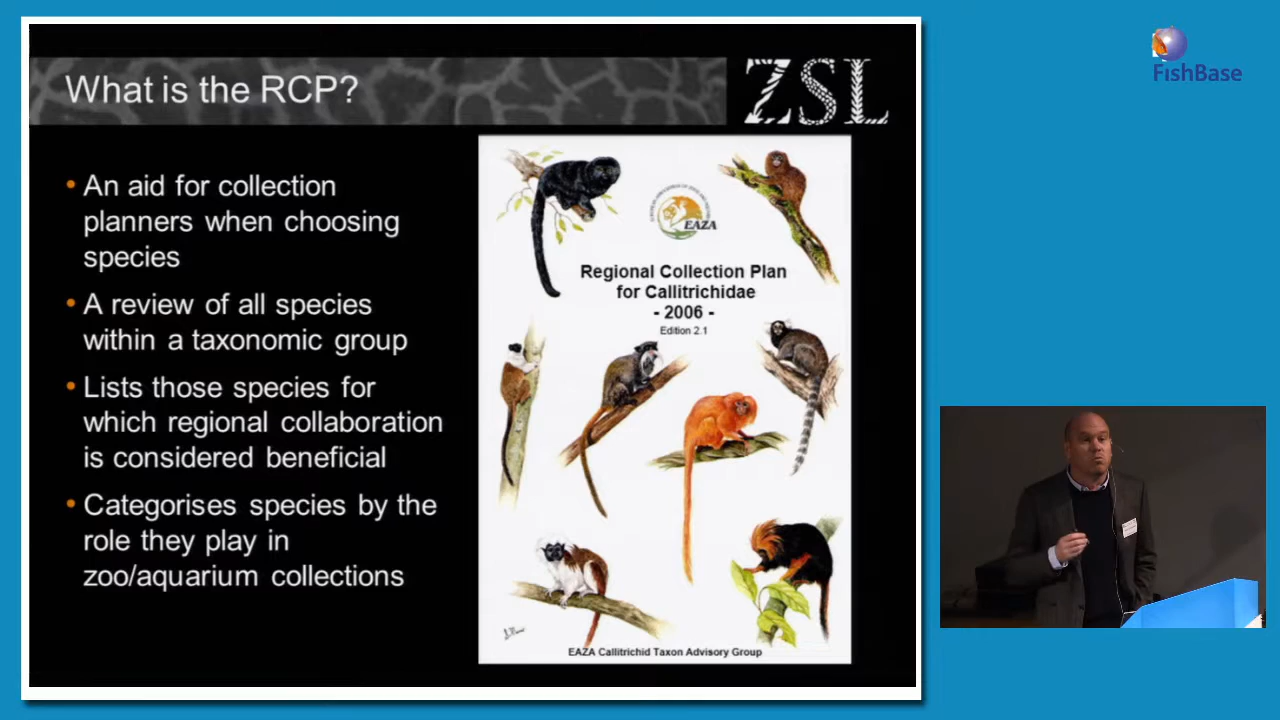 What is the RCP?
ZSL
FishBase
• An aid for collection
planners when choosing
species
• A review of all species
within a taxonomic group
• Lists those species for
which regional collaboration
is considered beneficial
• Categorises species by the
role they play in
zoo/aquarium collections
EAZA
Regional Collection Plan
for Callitrichidae
- 2006 -
Edition 2.1
EAZA Callitrichid Taxon Advisory Group